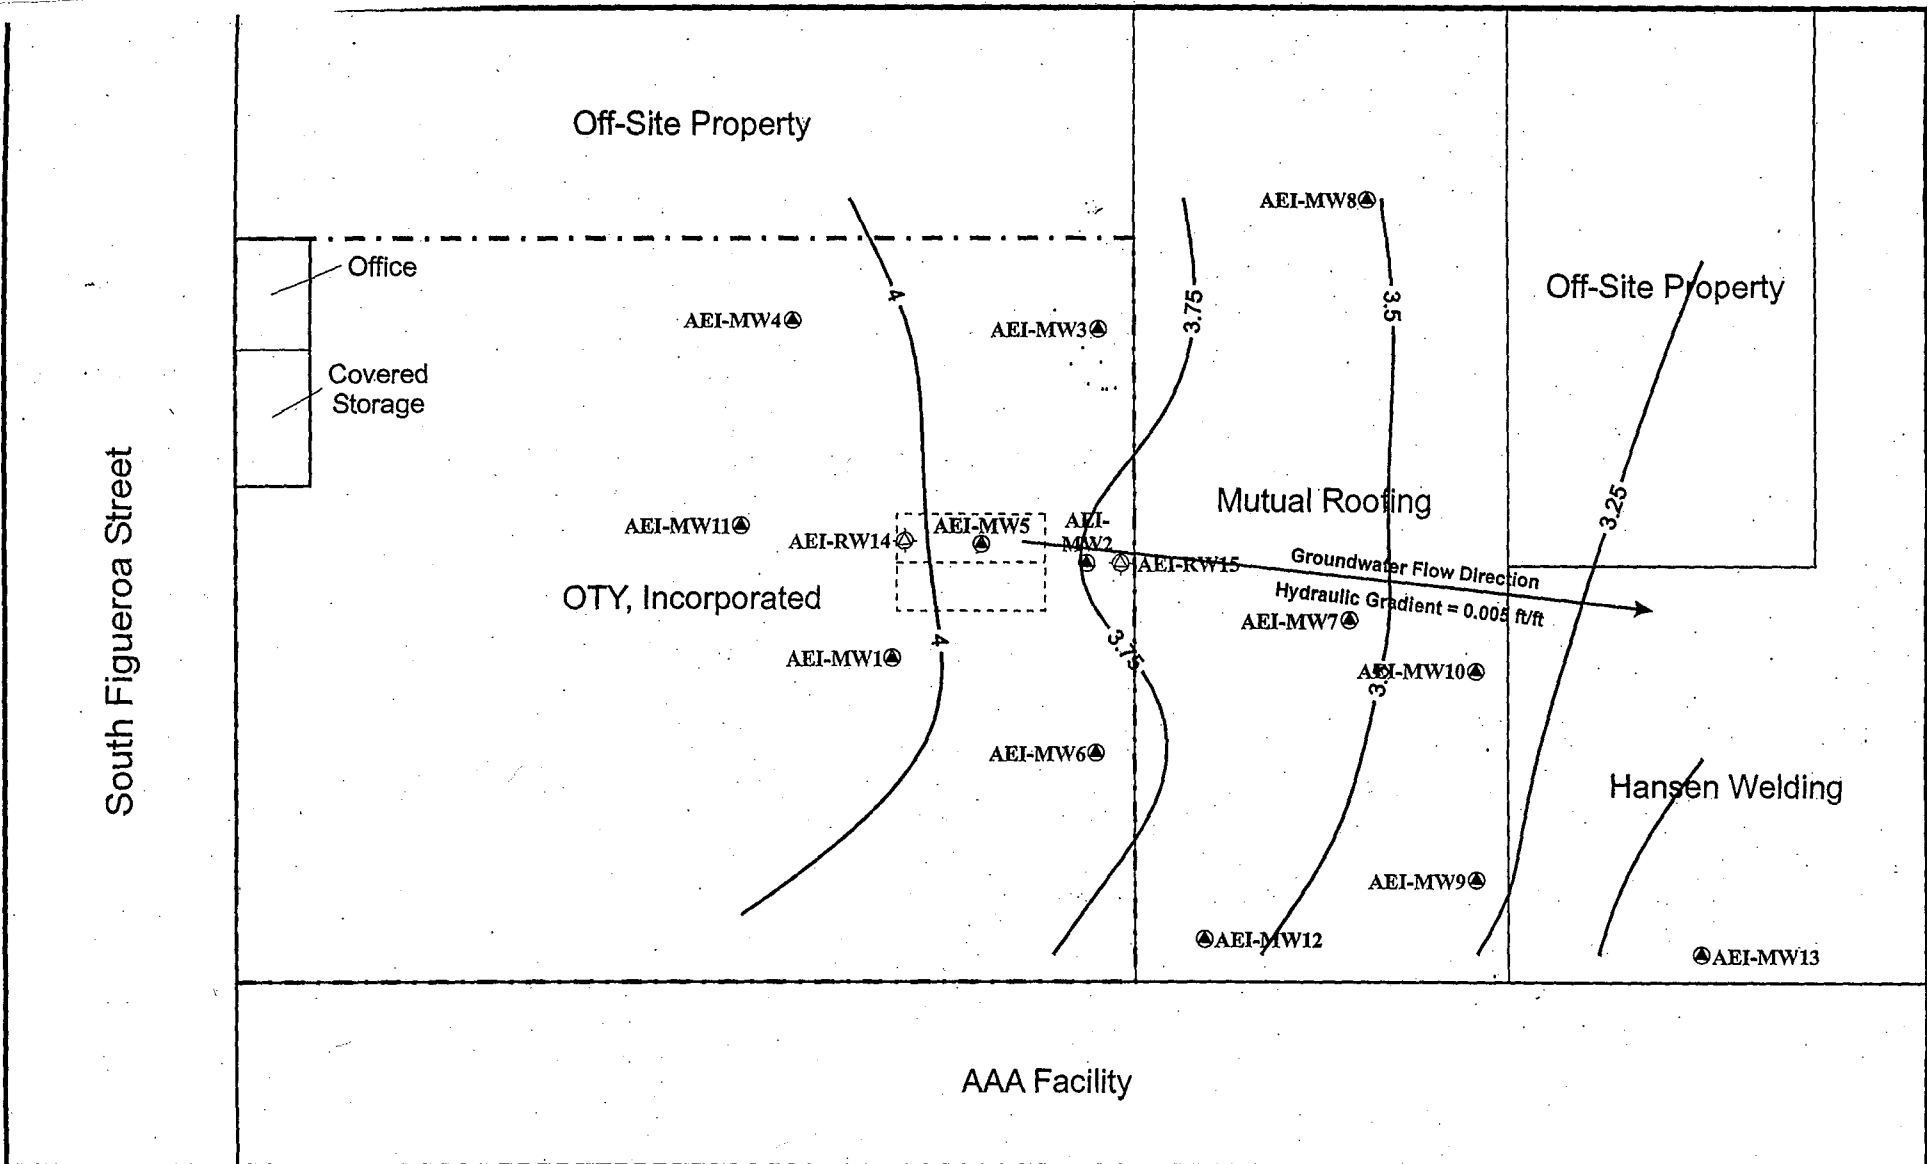 Off-Site Property
AEI-MW8
Office
Off-Site Property
4
3.75
3.5
AEI-MW4
AEI-MW3
Covered
Storage
South Figueroa Street
Mutual Roofing
3.25
AEI-MW11
AEI-RW14
AEI-MW5
AEI-
MW2
AEI-RW15
Groundwater Flow Direction
Hydraulic Gradient = 0.005 ft/ft
OTY, Incorporated
AEI-MW7
4
3.75
AEI-MW1
AEI-MW10
AEI-MW6
Hansen Welding
AEI-MW9
AEI-MW12
AEI-MW13
AAA Facility